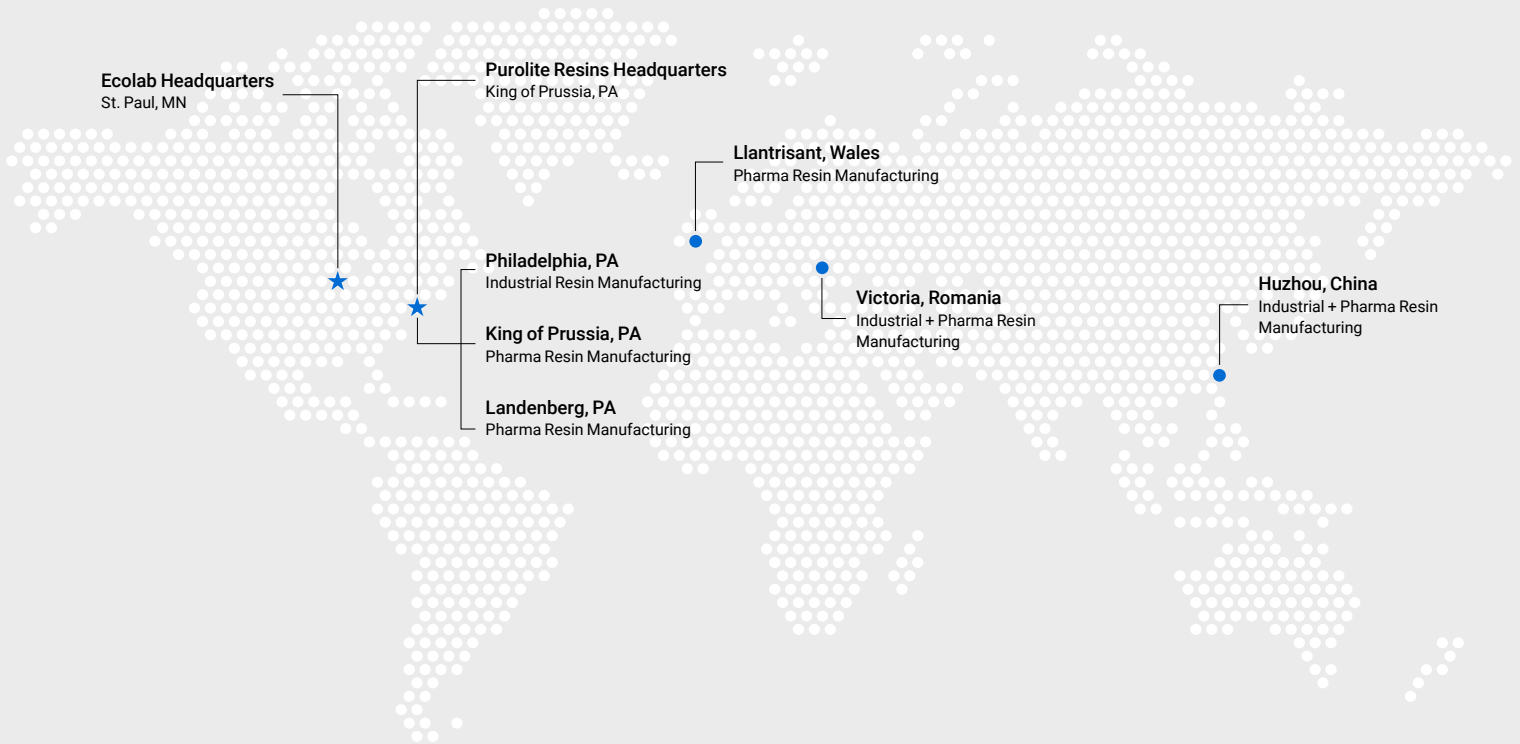 Ecolab Headquarters
St. Paul, MN
Purolite Resins Headquarters
King of Prussia, PA
Llantrisant, Wales
Pharma Resin Manufacturing
Philadelphia, PA
Industrial Resin Manufacturing
King of Prussia, PA
Pharma Resin Manufacturing
Landenberg, PA
Pharma Resin Manufacturing
Victoria, Romania
Industrial + Pharma Resin
Manufacturing
Huzhou, China
Industrial + Pharma Resin
Manufacturing